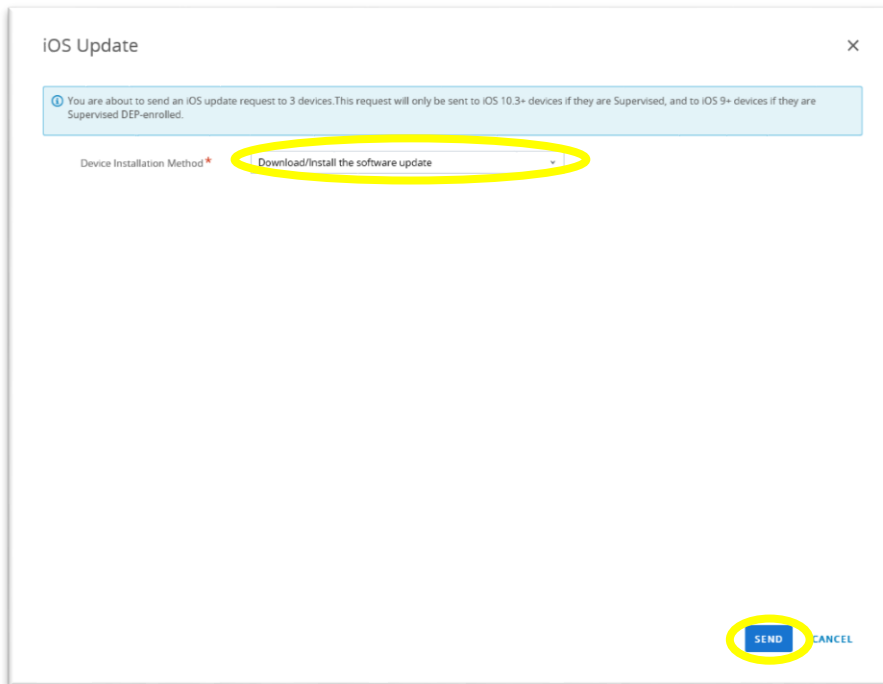 iOS Update
You are about to send an iOS update request to 3 devices.This request will only be sent to iOS 10.3+ devices if they are Supervised, and to iOS 9+ devices if they are
Supervised DEP-enrolled.
Device Installation Method* Download/Install the software update
SEND CANCEL